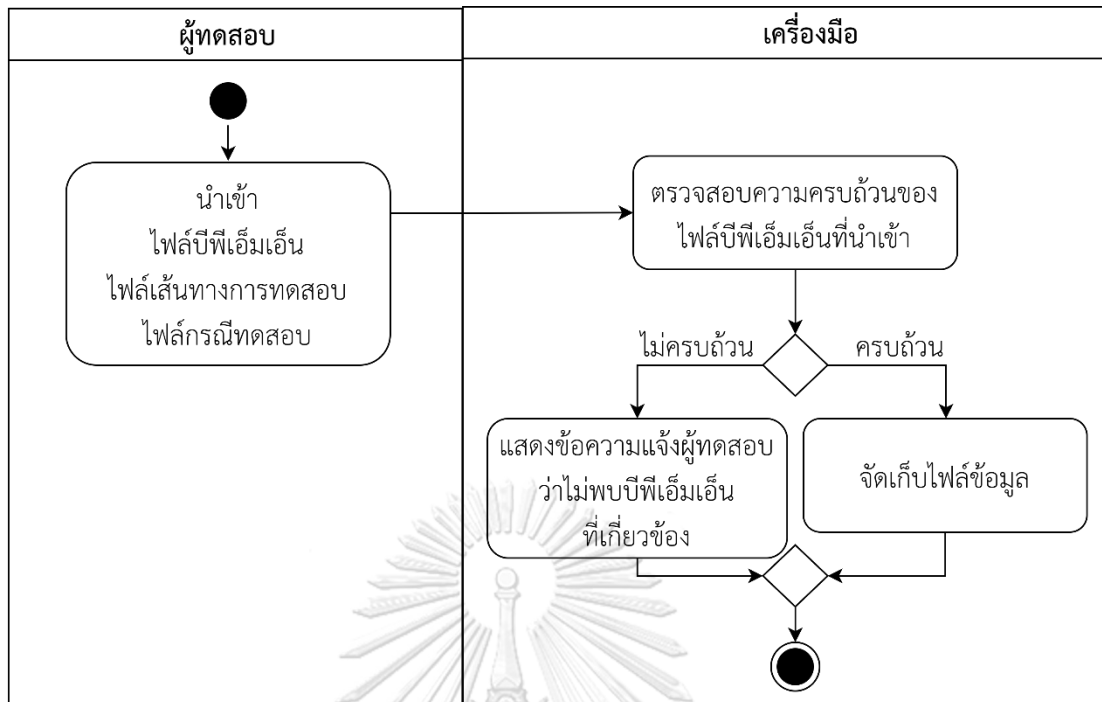 ผู้ทดสอบ
เครื่องมือ
นำเข้า
ไฟล์บีพีเอ็มเอ็น
ไฟล์เส้นทางการทดสอบ
ไฟล์กรณีทดสอบ
ตรวจสอบความครบถ้วนของ
ไฟล์บีพีเอ็มเอ็นที่นำเข้า
ไม่ครบถ้วน
ครบถ้วน
แสดงข้อความแจ้งผู้ทดสอบ
ว่าไม่พบบีพีเอ็มเอ็น
ที่เกี่ยวข้อง
จัดเก็บไฟล์ข้อมูล